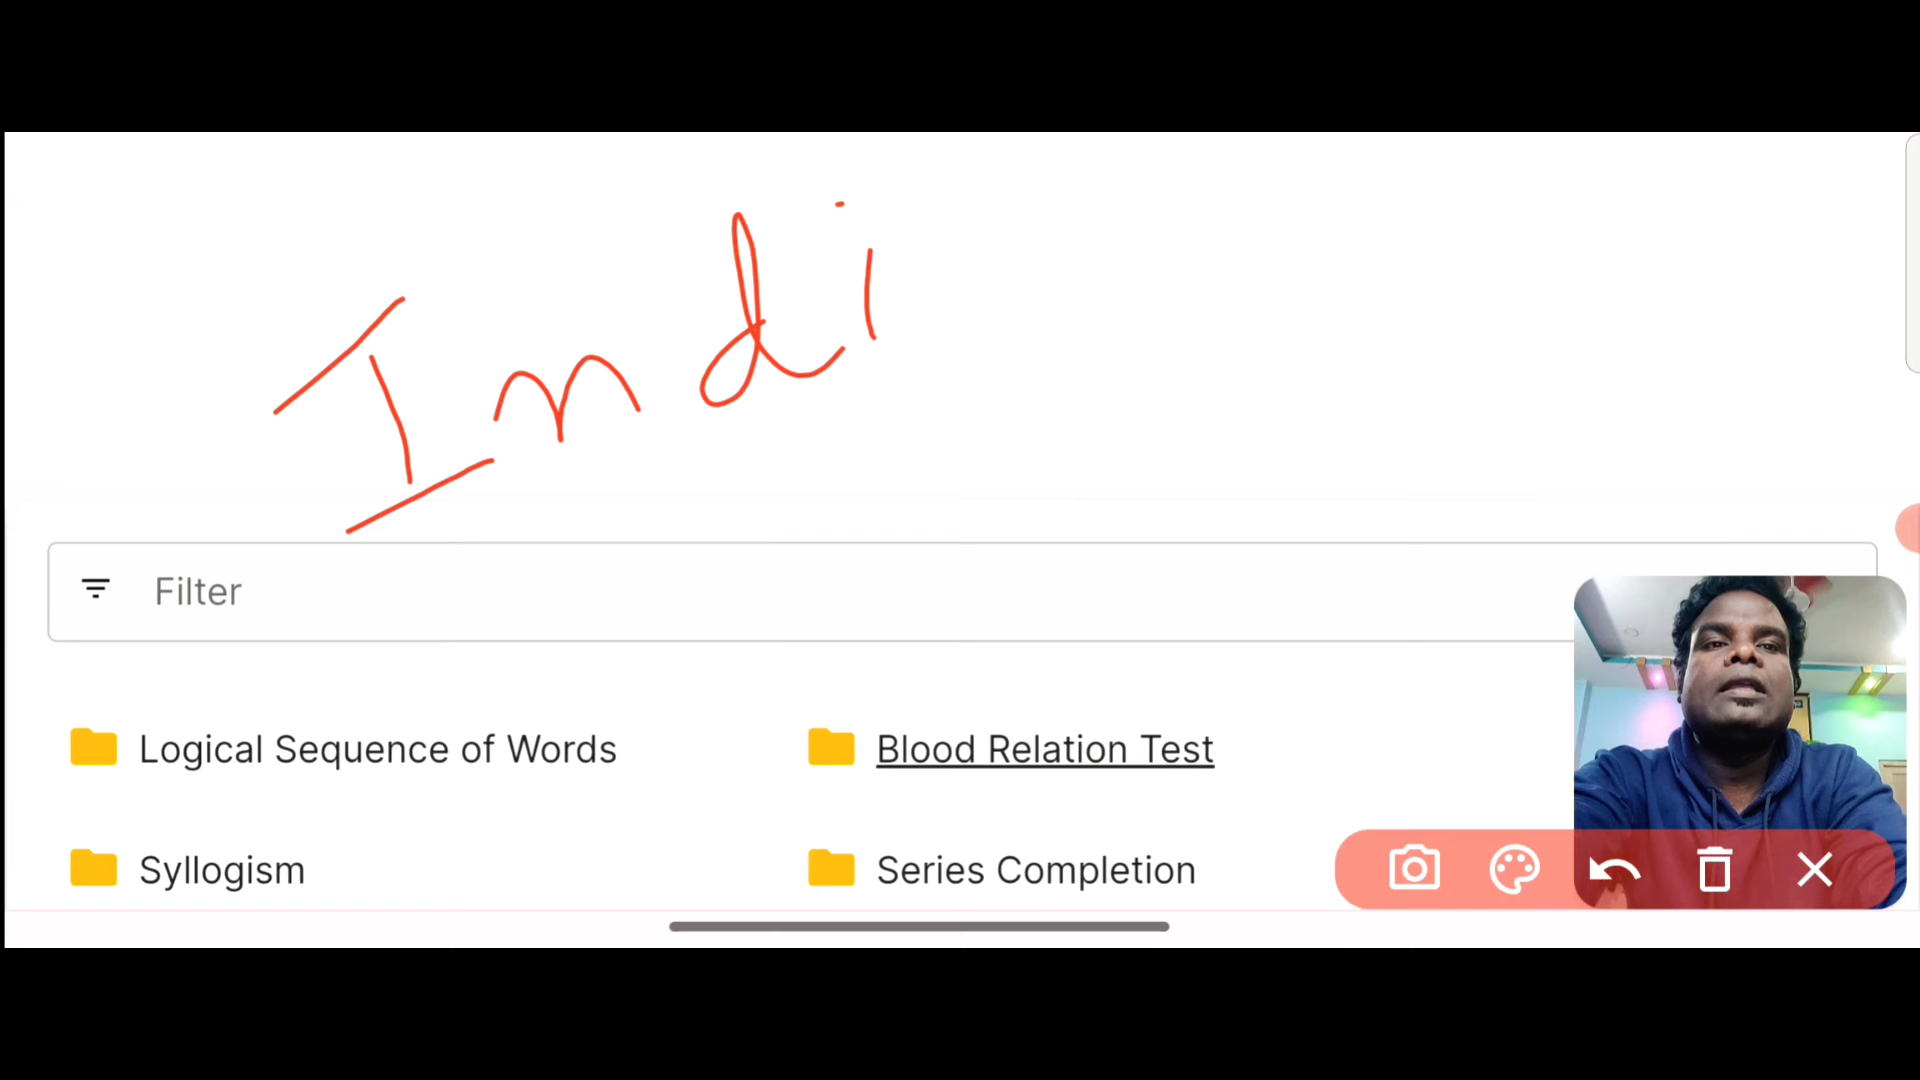 Indi
Filter
Logical Sequence of Words
Blood Relation Test
Syllogism
Series Completion